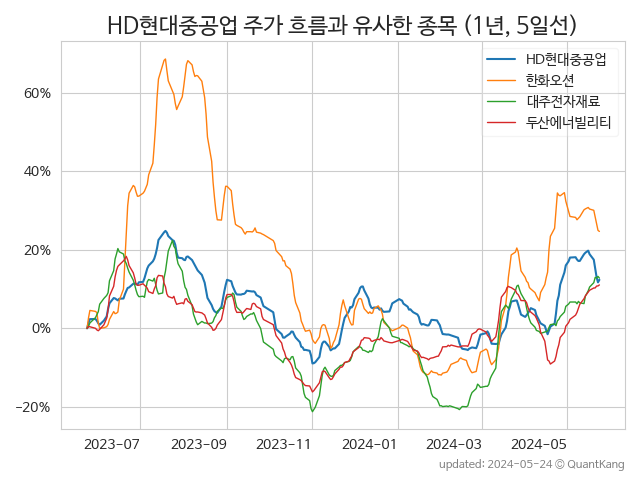 HD현대중공업 주가 흐름과 유사한 종목 (1년, 5일선)
HD현대중공업
한화오션
대주전자재료
두산에너빌리티
60%
40%
20%
0%
−20%
2023−07
2023−09
2023−11
2024−01
2024−03
2024−05
updated: 2024-05-24 © QuantKang